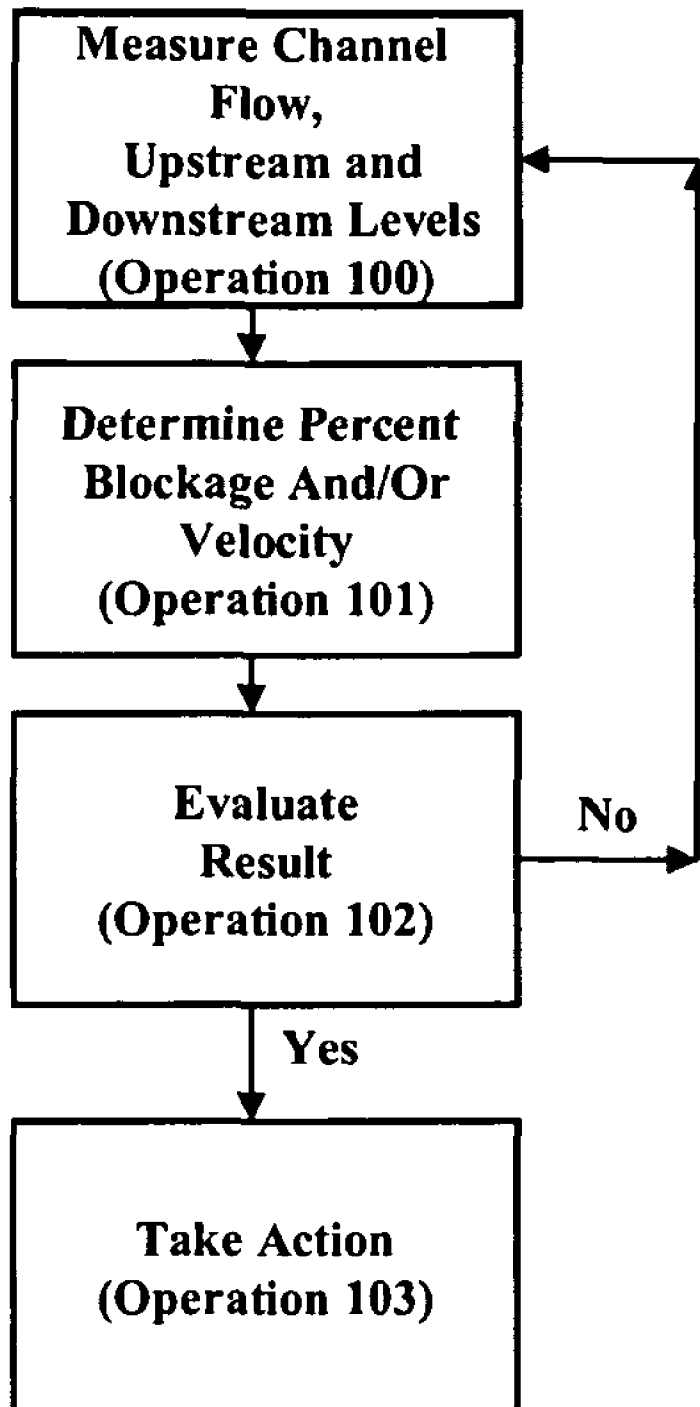 Measure Channel
Flow,
Upstream and
Downstream Levels
(Operation 100)
Determine Percent
Blockage And/Or
Velocity
(Operation 101)
Evaluate
Result
(Operation 102)
No
Yes
Take Action
(Operation 103)